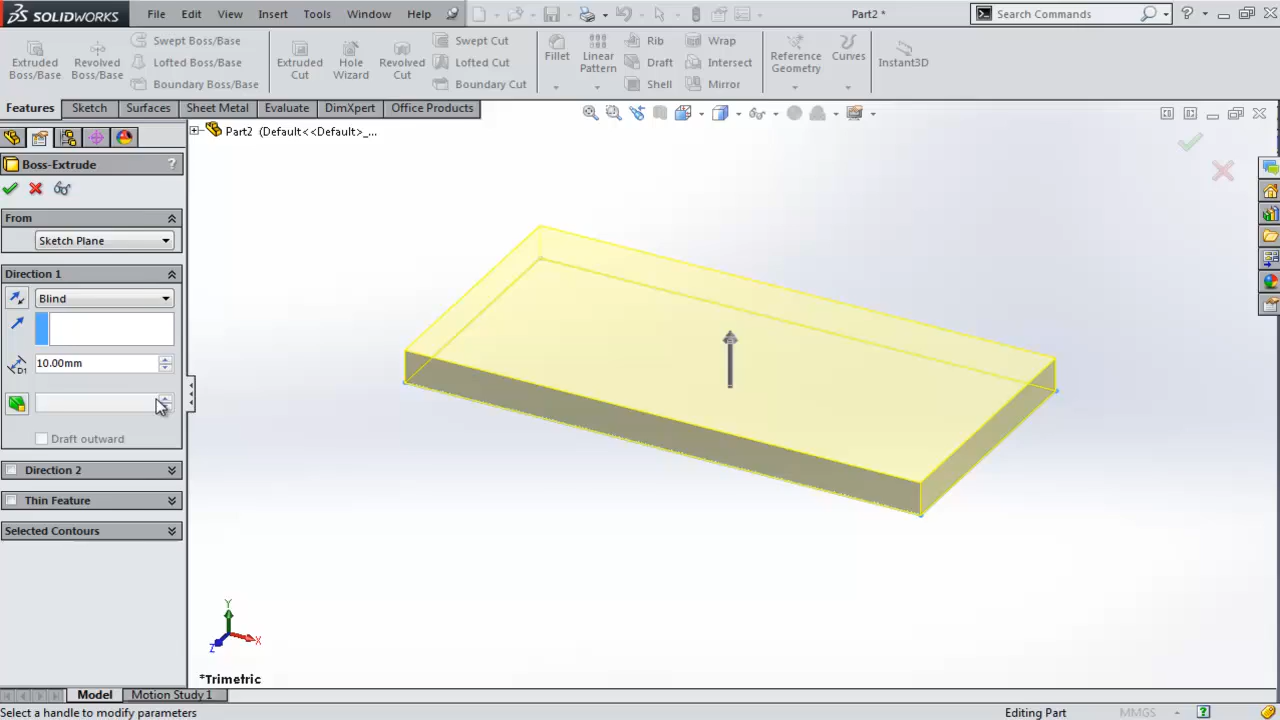 SOLIDWORKS File Edit View Insert Tools Window Help Part2 * Search Commands ?
Extruded Boss/Base Revolved Boss/Base Swept Boss/Base Lofted Boss/Base Boundary Boss/Base Extruded Cut Hole Wizard Revolved Cut Swept Cut Lofted Cut Boundary Cut Fillet Linear Pattern Rib Draft Shell Wrap Intersect Mirror Reference Geometry Curves Instant3D
Features Sketch Surfaces Sheet Metal Evaluate DimXpert Office Products
Part2 (Default<<Default>_...
Boss-Extrude ?
From
Sketch Plane
Direction 1
Blind
D1 10.00mm
Draft outward
Direction 2
Thin Feature
Selected Contours
Y
X
Z
*Trimetric
Model Motion Study 1
Select a handle to modify parameters Editing Part MMGS ?